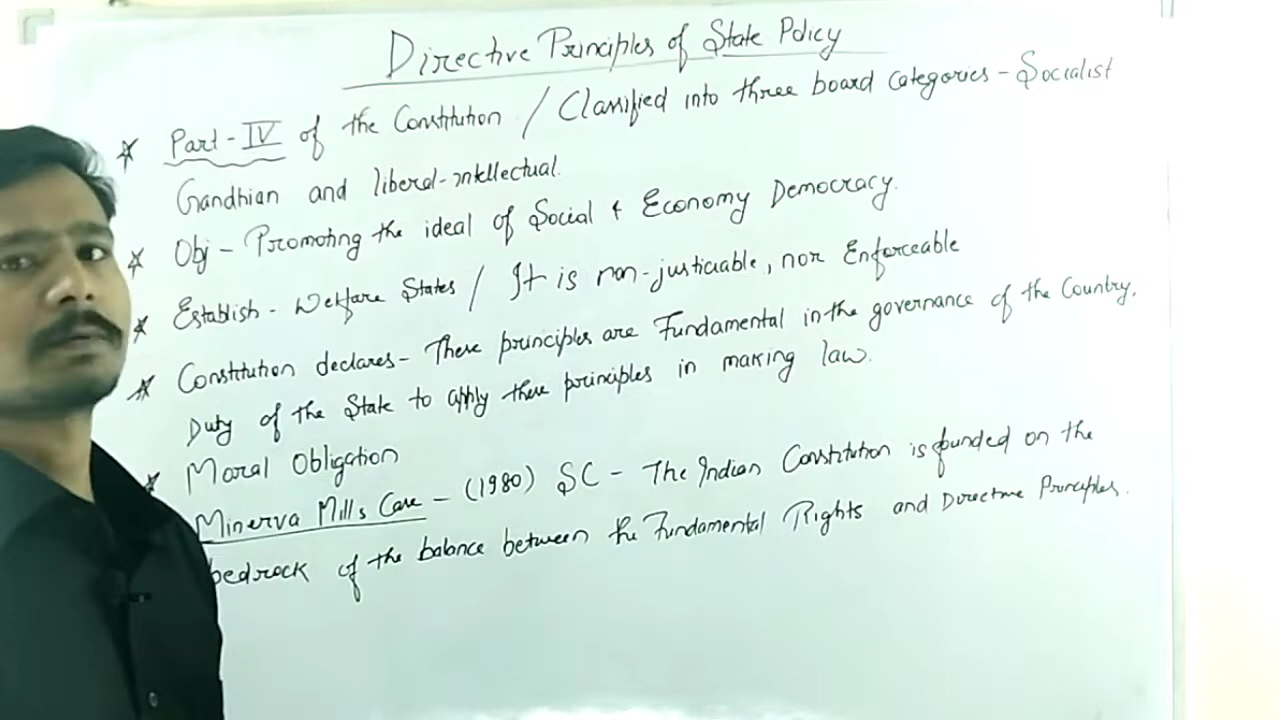 Directive Principles of State Policy
* Part-IV of the Constitution / Classified into three board categories - Socialist
Gandhian and liberal-intellectual.
* Obj - Promoting the ideal of Social & Economy Democracy.
* Establish - Welfare States / It is non-justiciable, nor Enforceable
* Constitution declares - These principles are Fundamental in the governance of the Country,
Duty of the State to apply these principles in making law.
* Moral Obligation
Minerva Mills Case - (1980) SC - The Indian Constitution is founded on the
bedrock of the balance between the Fundamental Rights and Directive Principles.